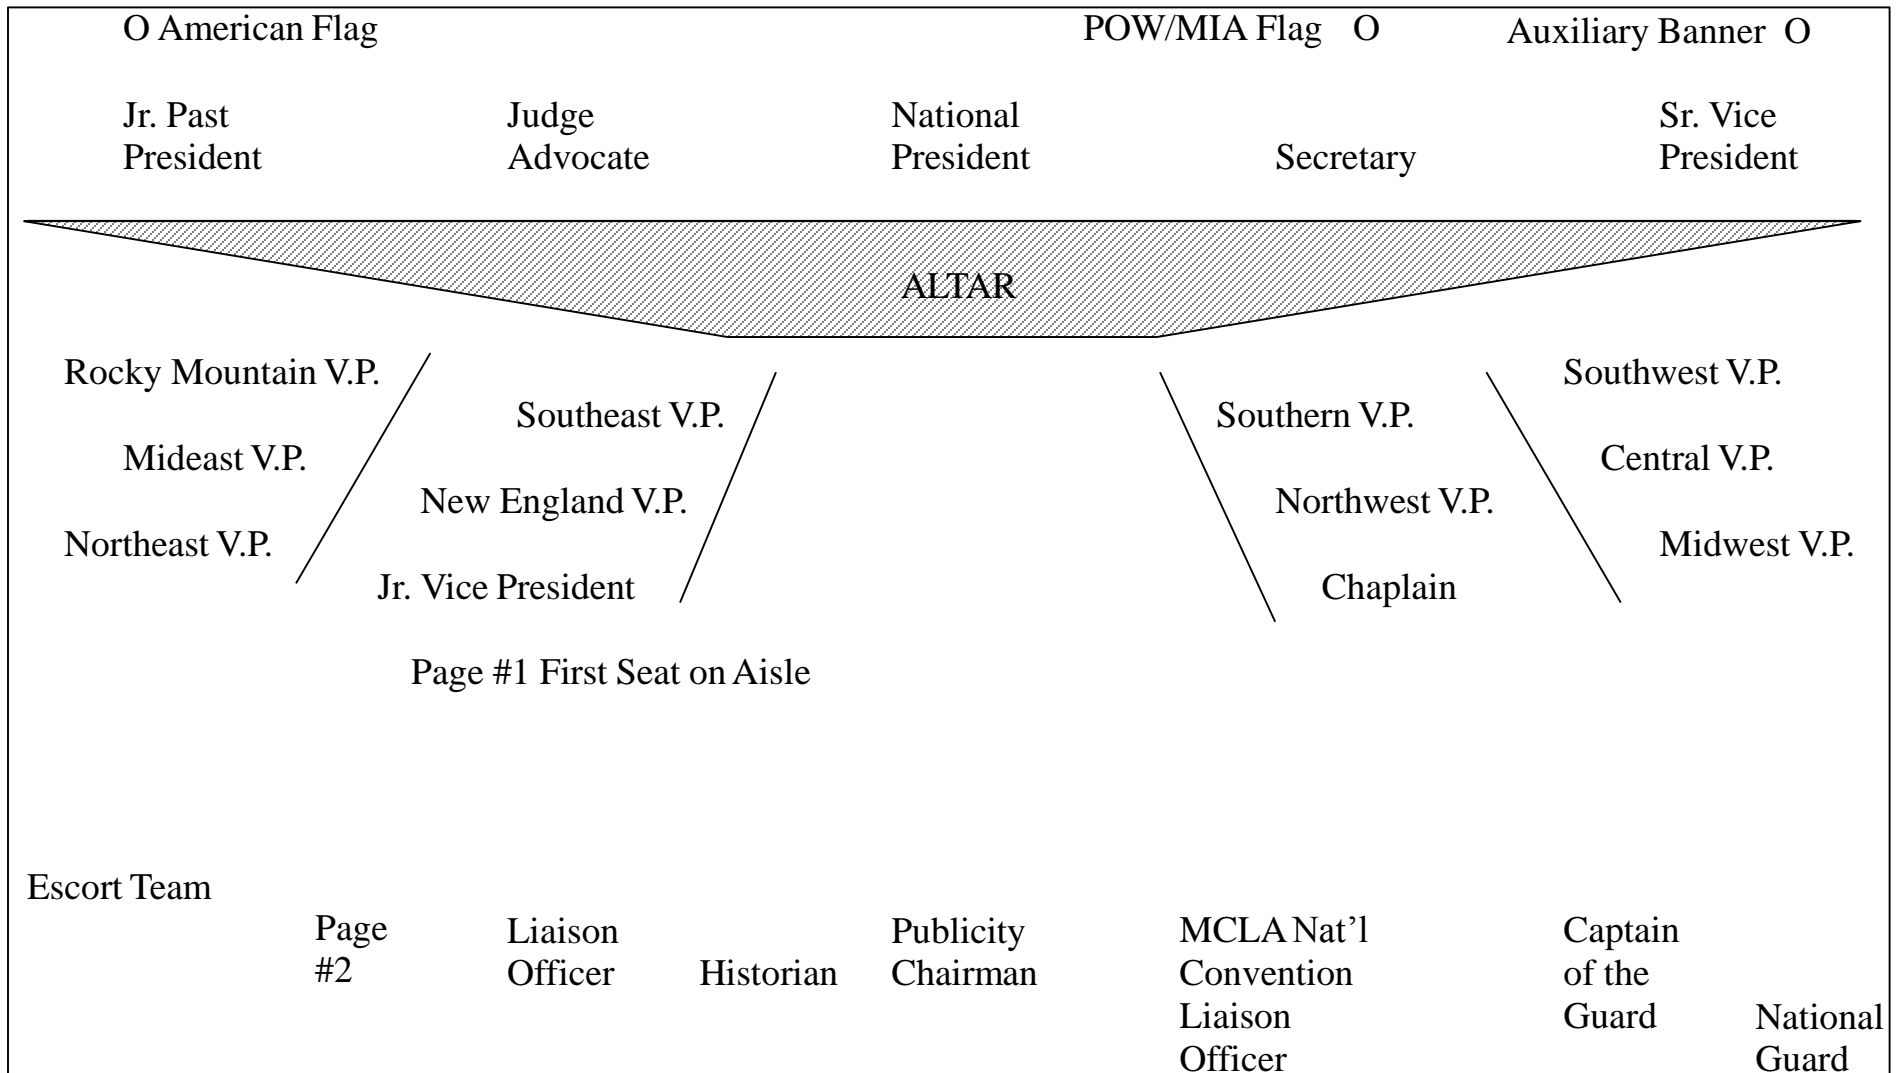 O American Flag POW/MIA Flag O Auxiliary Banner O
Jr. Past
President
Judge
Advocate
National
President
Secretary
Sr. Vice
President
ALTAR
Rocky Mountain V.P.
Mideast V.P.
Northeast V.P.
Southeast V.P.
New England V.P.
Jr. Vice President
Southern V.P.
Northwest V.P.
Chaplain
Southwest V.P.
Central V.P.
Midwest V.P.
Page #1 First Seat on Aisle
Escort Team
Page
#2
Liaison
Officer
Historian
Publicity
Chairman
MCLA Nat’l
Convention
Liaison
Officer
Captain
of the
Guard
National
Guard